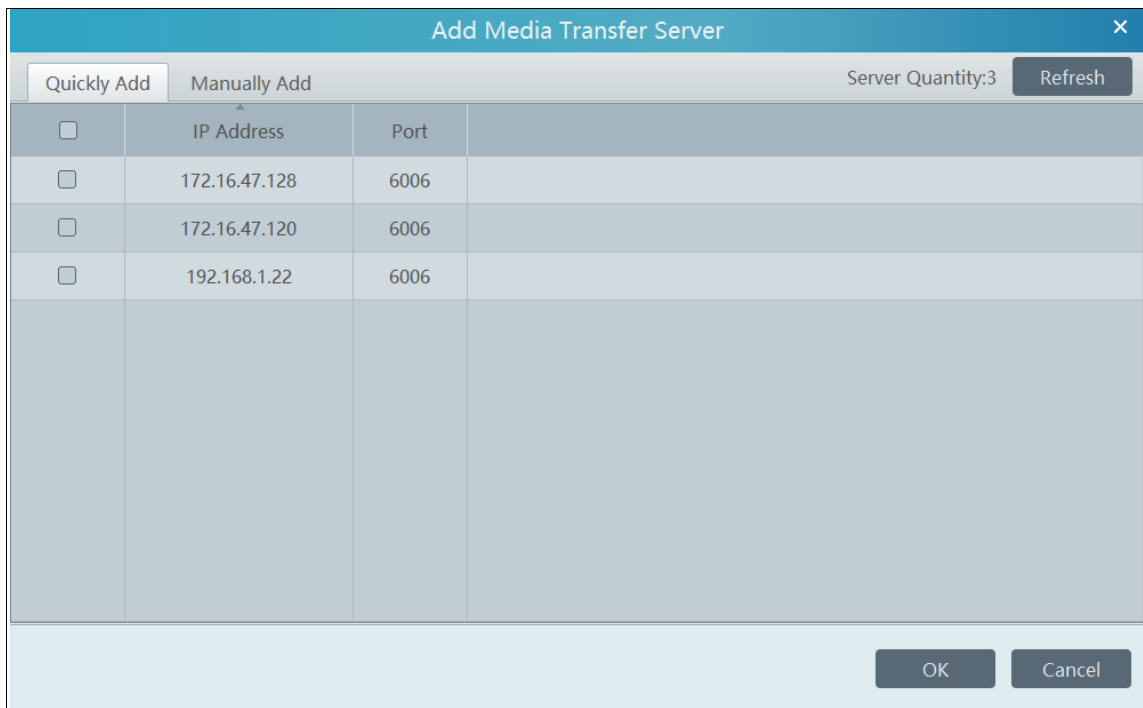 Add Media Transfer Server
Quickly Add Manually Add Server Quantity:3 Refresh
IP Address Port
172.16.47.128 6006
172.16.47.120 6006
192.168.1.22 6006
OK Cancel